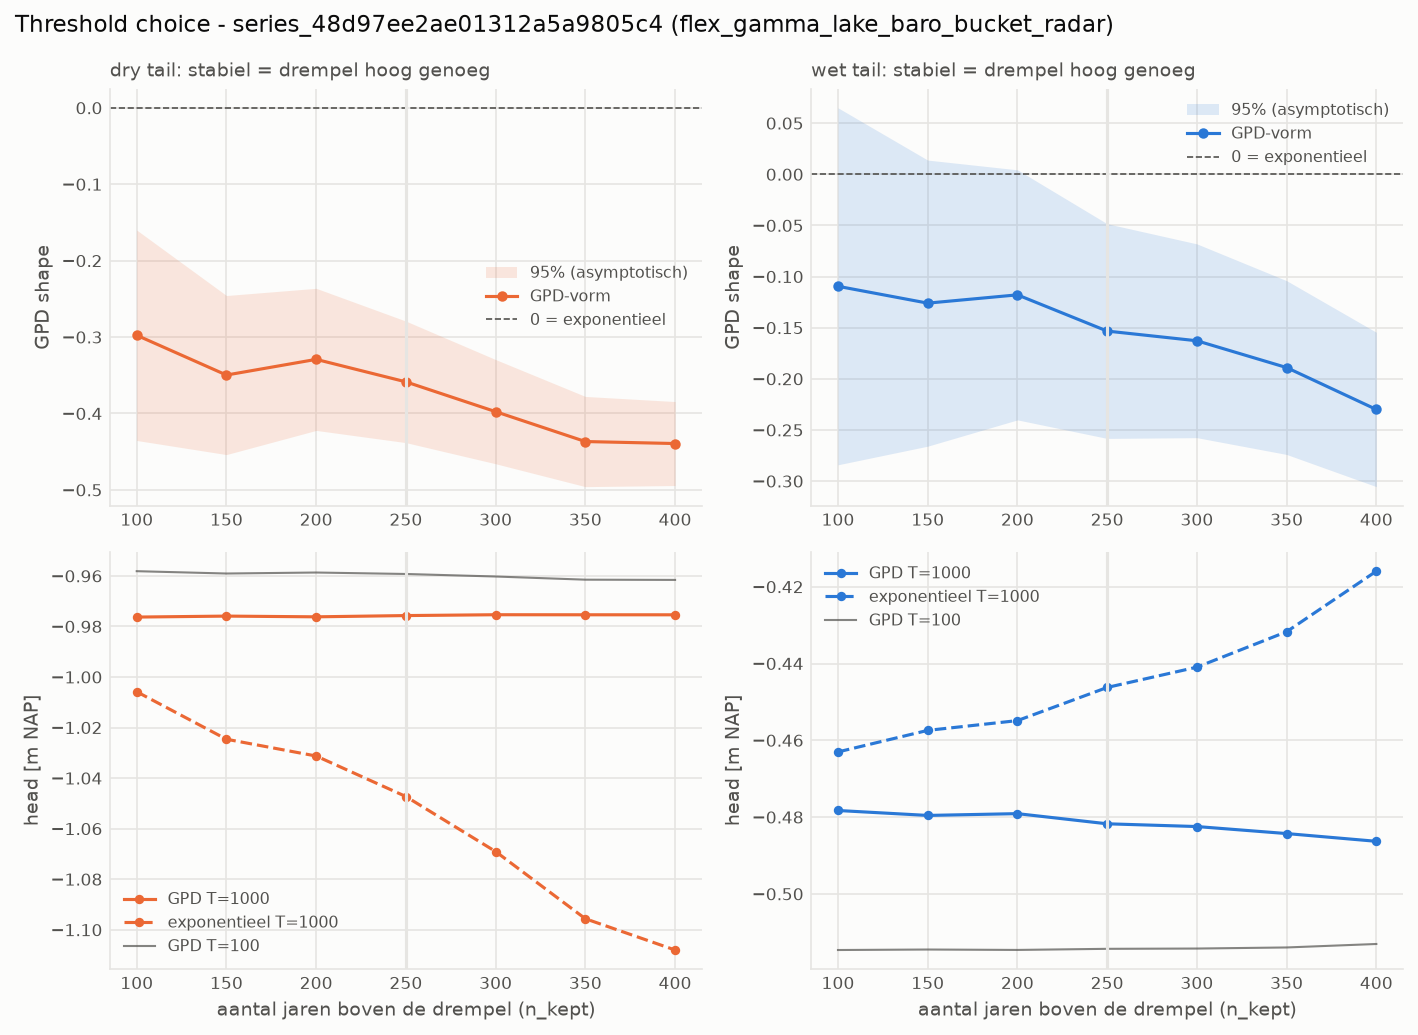 Threshold choice - series_48d97ee2ae01312a5a9805c4 (flex_gamma_lake_baro_bucket_radar)
dry tail: stabiel = drempel hoog genoeg
GPD shape
0.0
−0.1
−0.2
−0.3
−0.4
−0.5
95% (asymptotisch)
GPD-vorm
0 = exponentieel
100 150 200 250 300 350 400
wet tail: stabiel = drempel hoog genoeg
GPD shape
0.05
0.00
−0.05
−0.10
−0.15
−0.20
−0.25
−0.30
95% (asymptotisch)
GPD-vorm
0 = exponentieel
100 150 200 250 300 350 400
head [m NAP]
−0.96
−0.98
−1.00
−1.02
−1.04
−1.06
−1.08
−1.10
GPD T=1000
exponentieel T=1000
GPD T=100
100 150 200 250 300 350 400
aantal jaren boven de drempel (n_kept)
head [m NAP]
−0.42
−0.44
−0.46
−0.48
−0.50
GPD T=1000
exponentieel T=1000
GPD T=100
100 150 200 250 300 350 400
aantal jaren boven de drempel (n_kept)